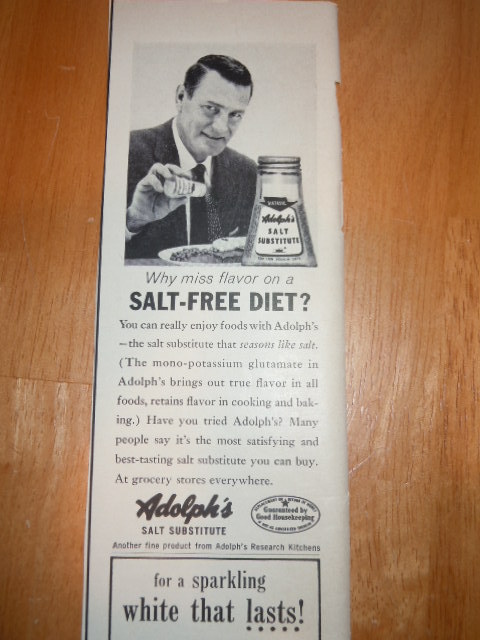 Adolph's
SALT
SUBSTITUTE
Why miss flavor on a
SALT-FREE DIET?
You can really enjoy foods with Adolph's
—the salt substitute that seasons like salt.
(The mono-potassium glutamate in
Adolph's brings out true flavor in all
foods, retains flavor in cooking and bak-
ing.) Have you tried Adolph's? Many
people say it's the most satisfying and
best-tasting salt substitute you can buy.
At grocery stores everywhere.
Adolph's
SALT SUBSTITUTE
Guaranteed by
Good Housekeeping
Another fine product from Adolph's Research Kitchens
for a sparkling
white that lasts!